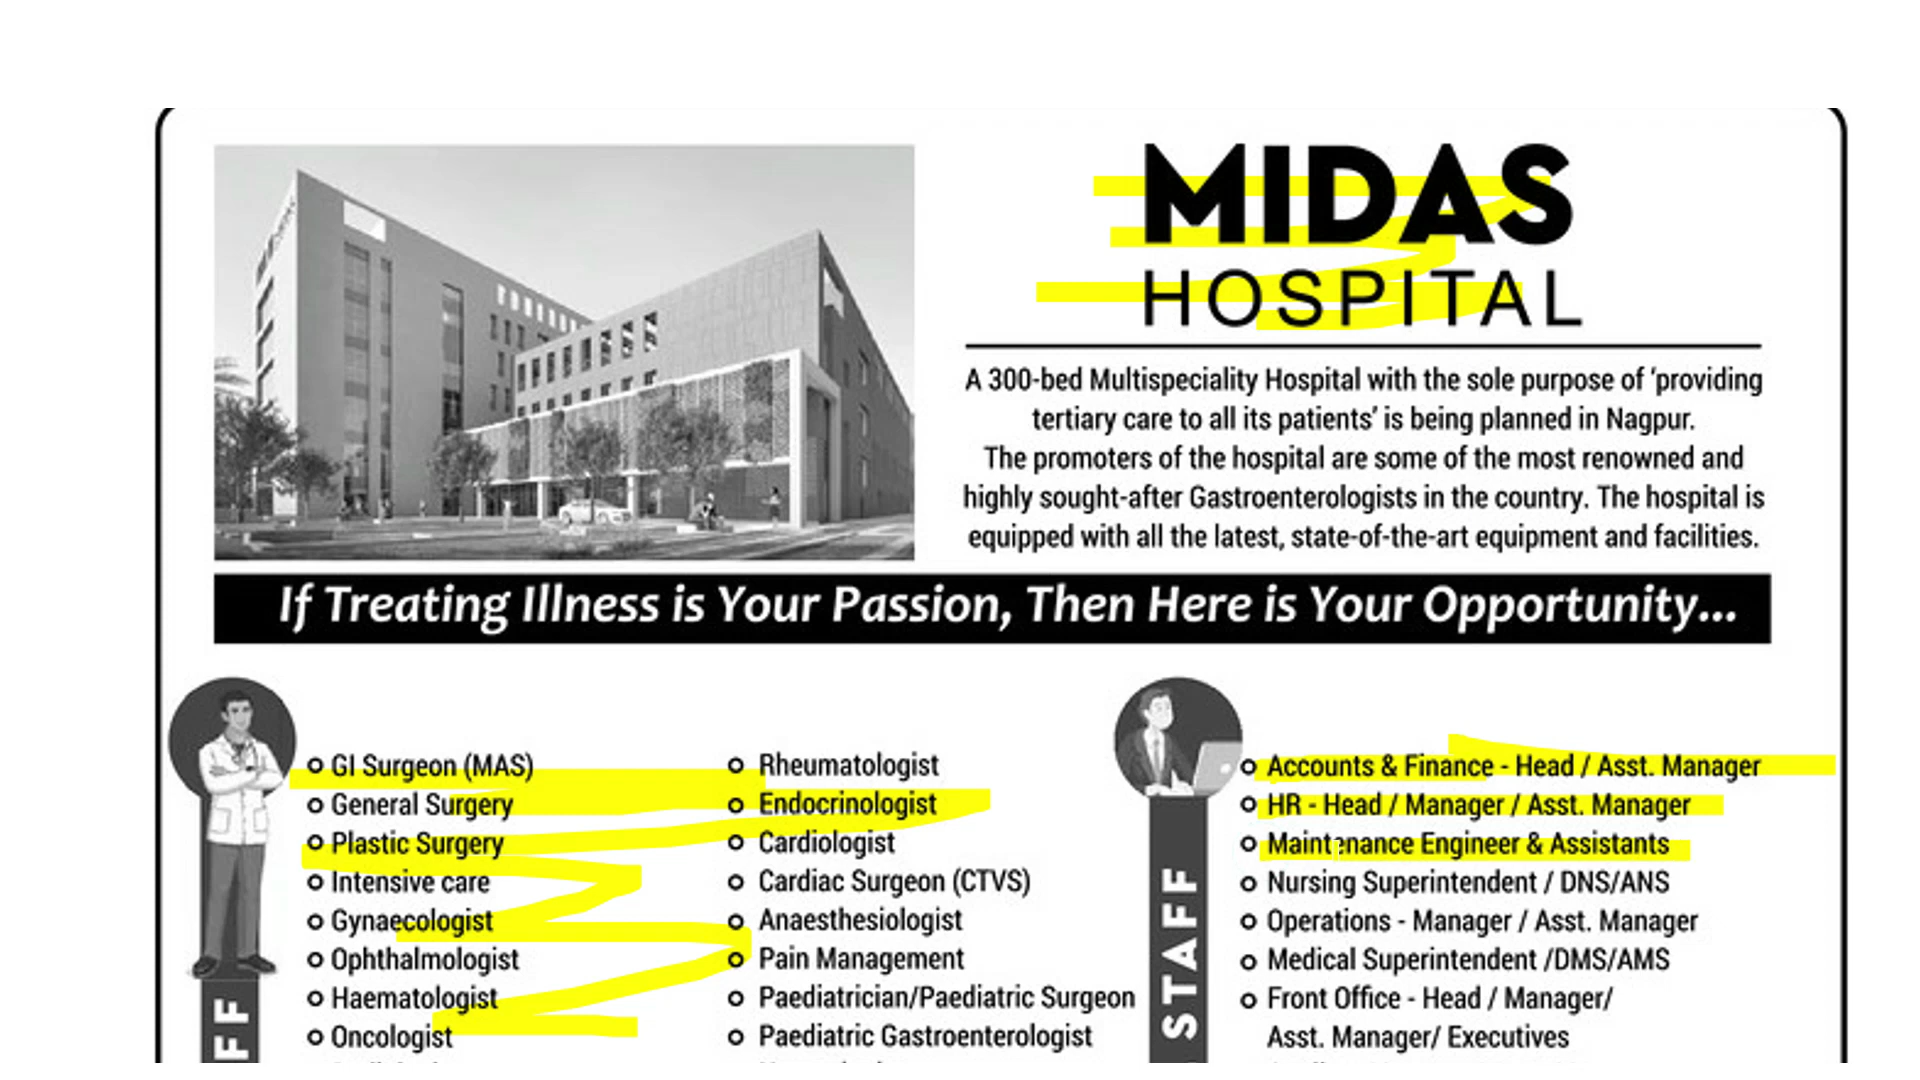 MIDAS
HOSPITAL
A 300-bed Multispeciality Hospital with the sole purpose of 'providing
tertiary care to all its patients' is being planned in Nagpur.
The promoters of the hospital are some of the most renowned and
highly sought-after Gastroenterologists in the country. The hospital is
equipped with all the latest, state-of-the-art equipment and facilities.
If Treating Illness is Your Passion, Then Here is Your Opportunity...
GI Surgeon (MAS)
General Surgery
Plastic Surgery
Intensive care
Gynaecologist
Ophthalmologist
Haematologist
Oncologist
Rheumatologist
Endocrinologist
Cardiologist
Cardiac Surgeon (CTVS)
Anaesthesiologist
Pain Management
Paediatrician/Paediatric Surgeon
Paediatric Gastroenterologist
STAFF
Accounts & Finance - Head / Asst. Manager
HR - Head / Manager / Asst. Manager
Maintenance Engineer & Assistants
Nursing Superintendent / DNS/ANS
Operations - Manager / Asst. Manager
Medical Superintendent /DMS/AMS
Front Office - Head / Manager/
Asst. Manager/ Executives